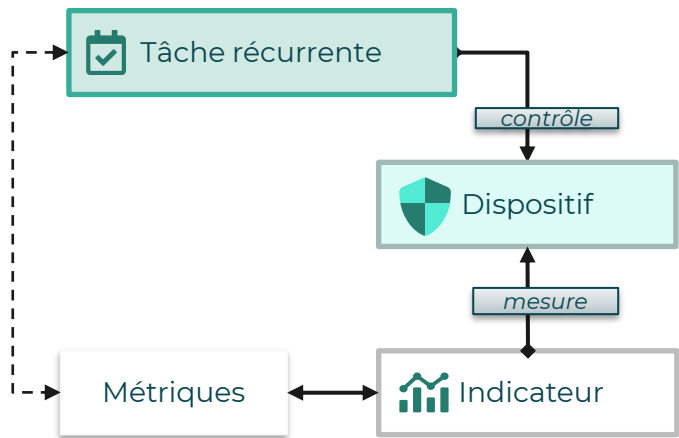 Tâche récurrente
contrôle
Dispositif
mesure
Métriques
Indicateur